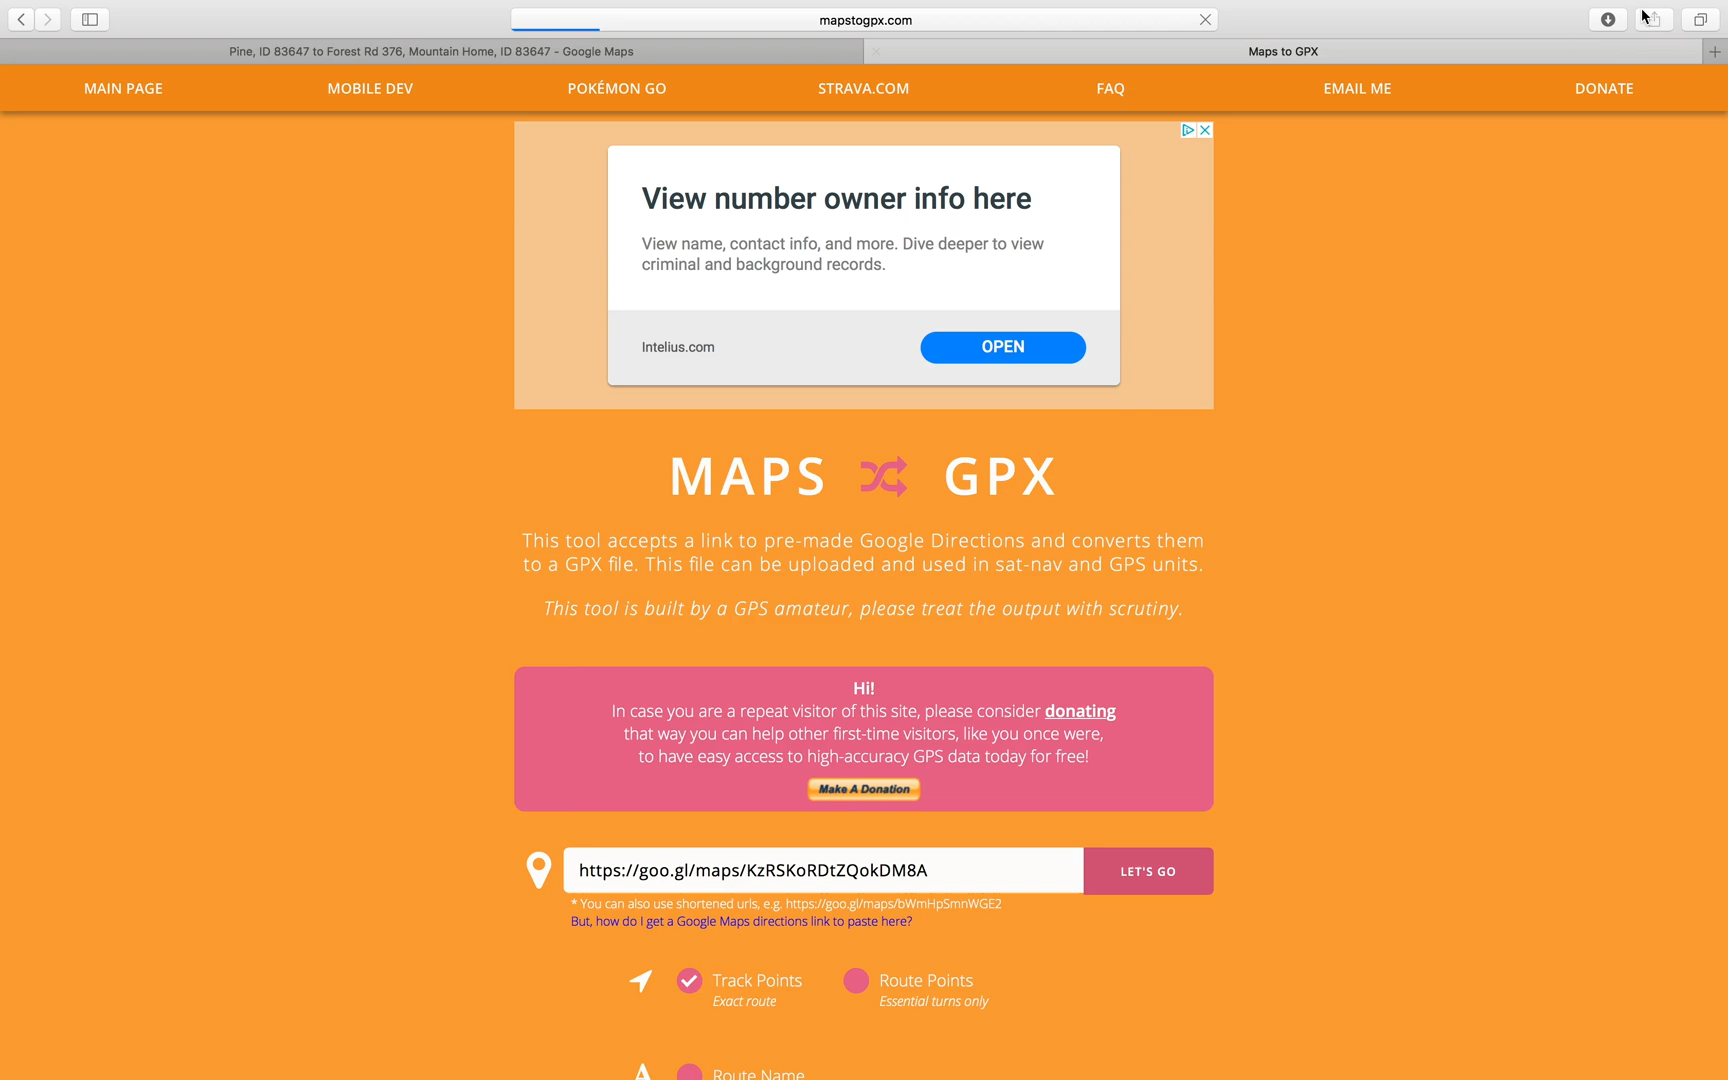 mapstogpx.com
Pine, ID 83647 to Forest Rd 376, Mountain Home, ID 83647 - Google Maps
Maps to GPX
MAIN PAGE
MOBILE DEV
POKÉMON GO
STRAVA.COM
FAQ
EMAIL ME
DONATE
View number owner info here
View name, contact info, and more. Dive deeper to view
criminal and background records.
Intelius.com
OPEN
MAPS GPX
This tool accepts a link to pre-made Google Directions and converts them
to a GPX file. This file can be uploaded and used in sat-nav and GPS units.
This tool is built by a GPS amateur, please treat the output with scrutiny.
Hi!
In case you are a repeat visitor of this site, please consider donating
that way you can help other first-time visitors, like you once were,
to have easy access to high-accuracy GPS data today for free!
Make A Donation
https://goo.gl/maps/KzRSKoRDtZQokDM8A
LET'S GO
* You can also use shortened urls, e.g. https://goo.gl/maps/bWmHpSmnWGE2
But, how do I get a Google Maps directions link to paste here?
Track Points
Exact route
Route Points
Essential turns only
Route Name